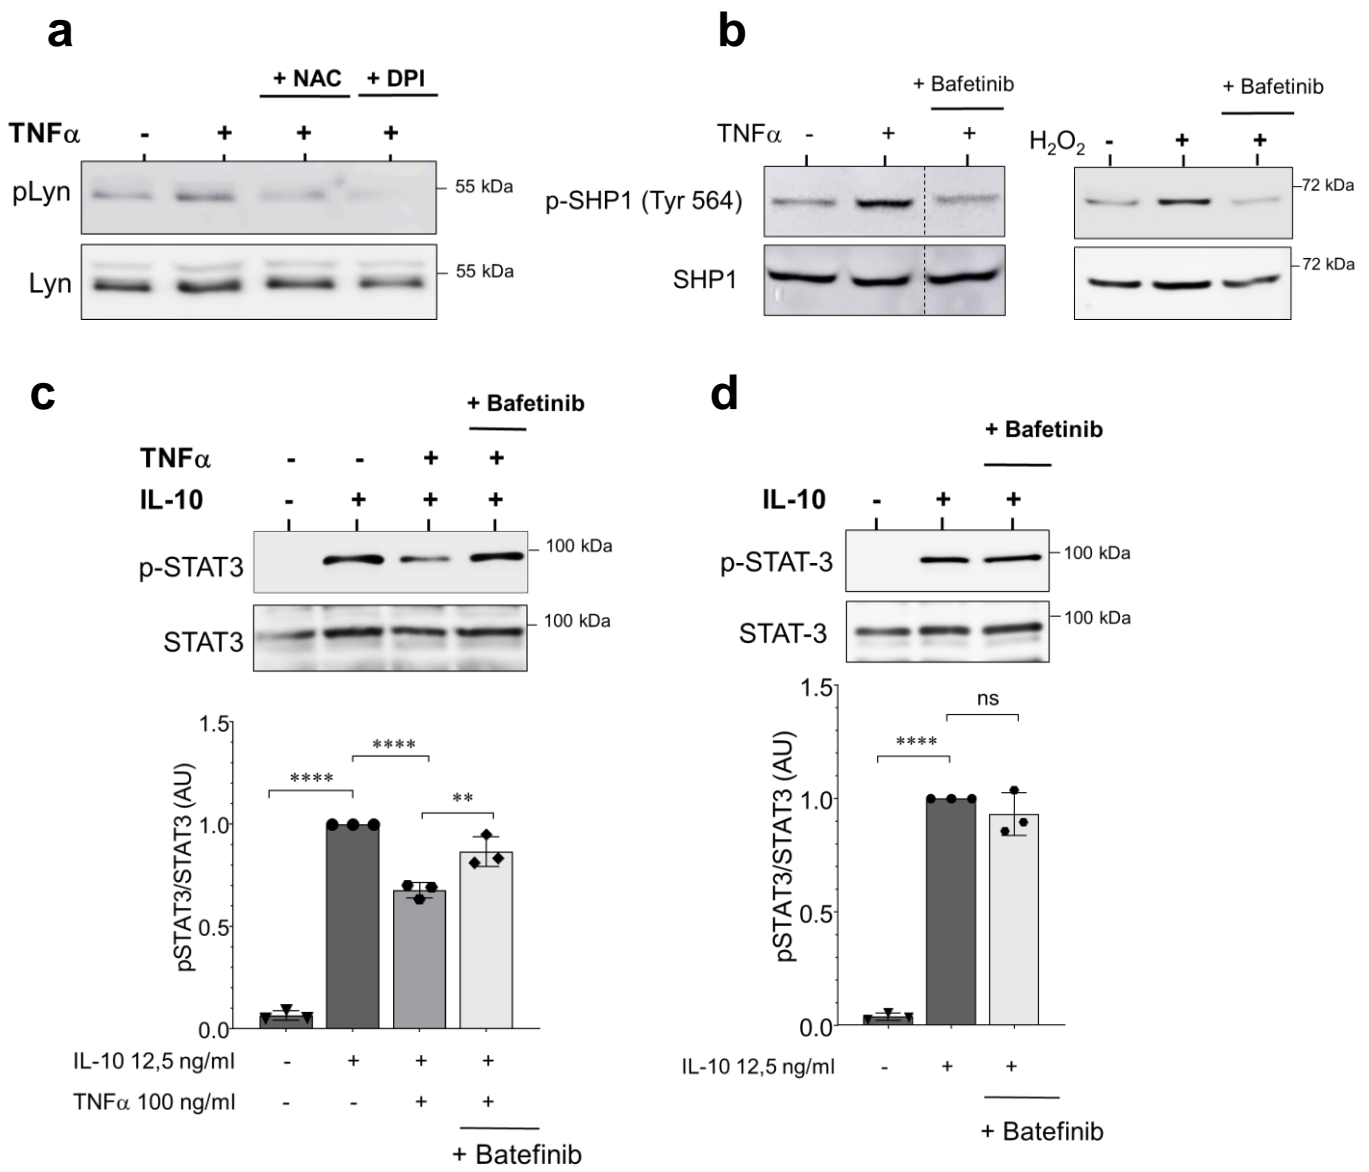 a
+ NAC + DPI
TNFα - + + +
pLyn 55 kDa
Lyn 55 kDa
b
+ Bafetinib
TNFα - + +
p-SHP1 (Tyr 564)
SHP1
+ Bafetinib
H₂O₂ - + +
72 kDa
72 kDa
c
+ Bafetinib
TNFα - - + +
IL-10 - + + +
p-STAT3 100 kDa
STAT3 100 kDa
pSTAT3/STAT3 (AU)
1.5
1.0
0.5
0.0
**** **** **
IL-10 12,5 ng/ml - + + +
TNFα 100 ng/ml - - + +
+ Batefinib
d
+ Bafetinib
IL-10 - + +
p-STAT-3 100 kDa
STAT-3 100 kDa
pSTAT3/STAT3 (AU)
1.5
1.0
0.5
0.0
**** ns
IL-10 12,5 ng/ml - + +
+ Batefinib